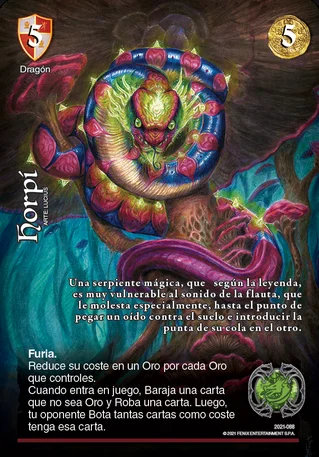 5
5
Dragón
Horpí
ARTE: LUCIUS
Una serpiente mágica, que según la leyenda,
es muy vulnerable al sonido de la flauta, que
le molesta especialmente, hasta el punto de
pegar un oído contra el suelo e introducir la
punta de su cola en el otro.
Furia.
Reduce su coste en un Oro por cada Oro
que controles.
Cuando entra en juego, Baraja una carta
que no sea Oro y Roba una carta. Luego,
tu oponente Bota tantas cartas como coste
tenga esa carta.
2021-088
© 2021 FENIX ENTERTAINMENT S.P.A.